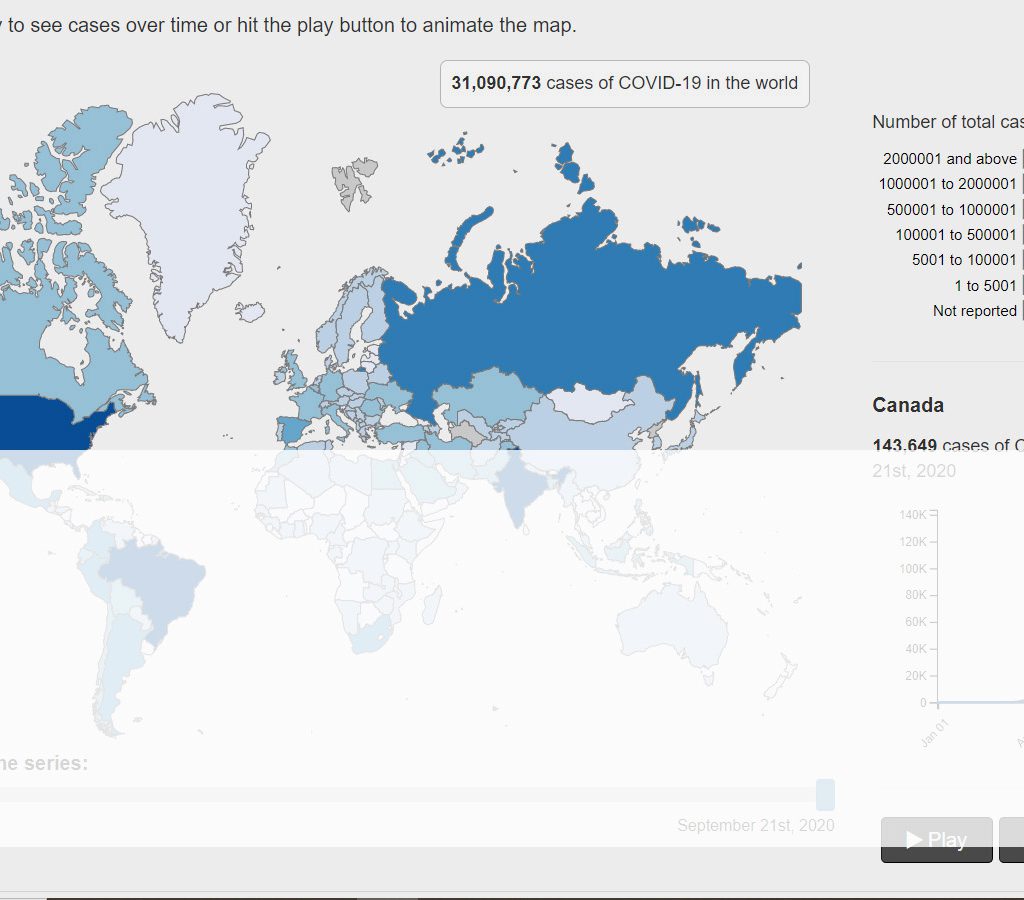 to see cases over time or hit the play button to animate the map.
31,090,773 cases of COVID-19 in the world
Number of total cas
2000001 and above
1000001 to 2000001
500001 to 1000001
100001 to 500001
5001 to 100001
1 to 5001
Not reported
Canada
143,649 cases of C
21st, 2020
140K
120K
100K
80K
60K
40K
20K
0
Jan 01
series:
September 21st, 2020
Play